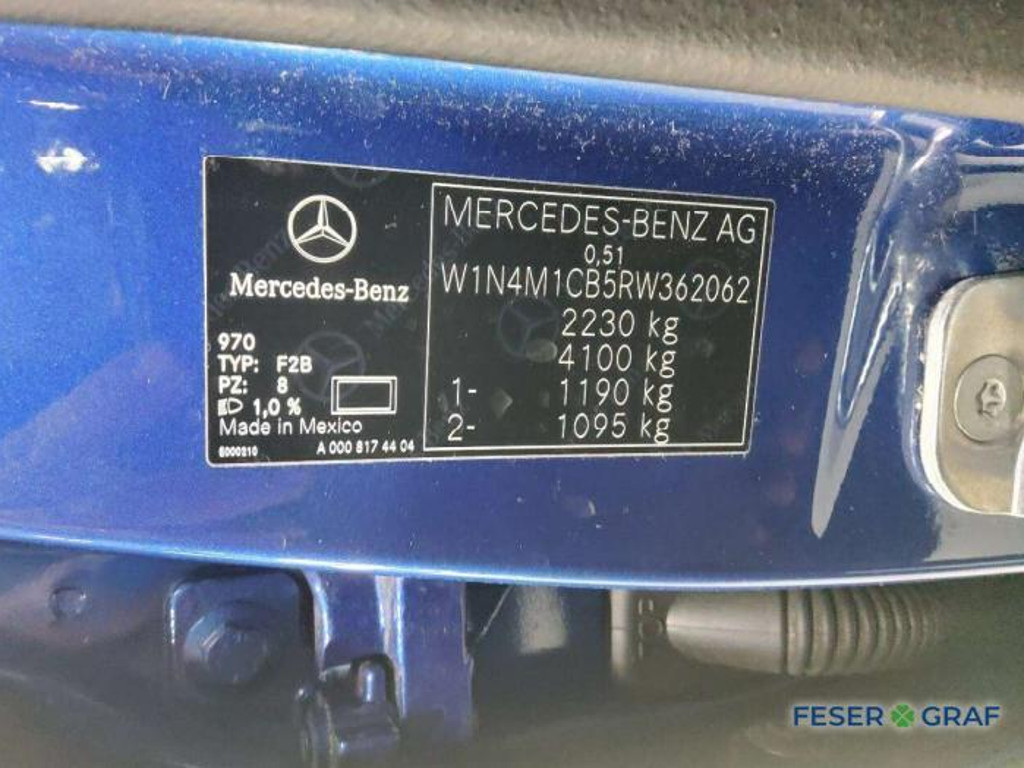 Mercedes-Benz
970
TYP: F2B
PZ: 8
1,0 %
Made in Mexico
A 000 817 44 04
MERCEDES-BENZ AG
0,51
W1N4M1CB5RW362062
2230 kg
4100 kg
1- 1190 kg
2- 1095 kg
FESER GRAF